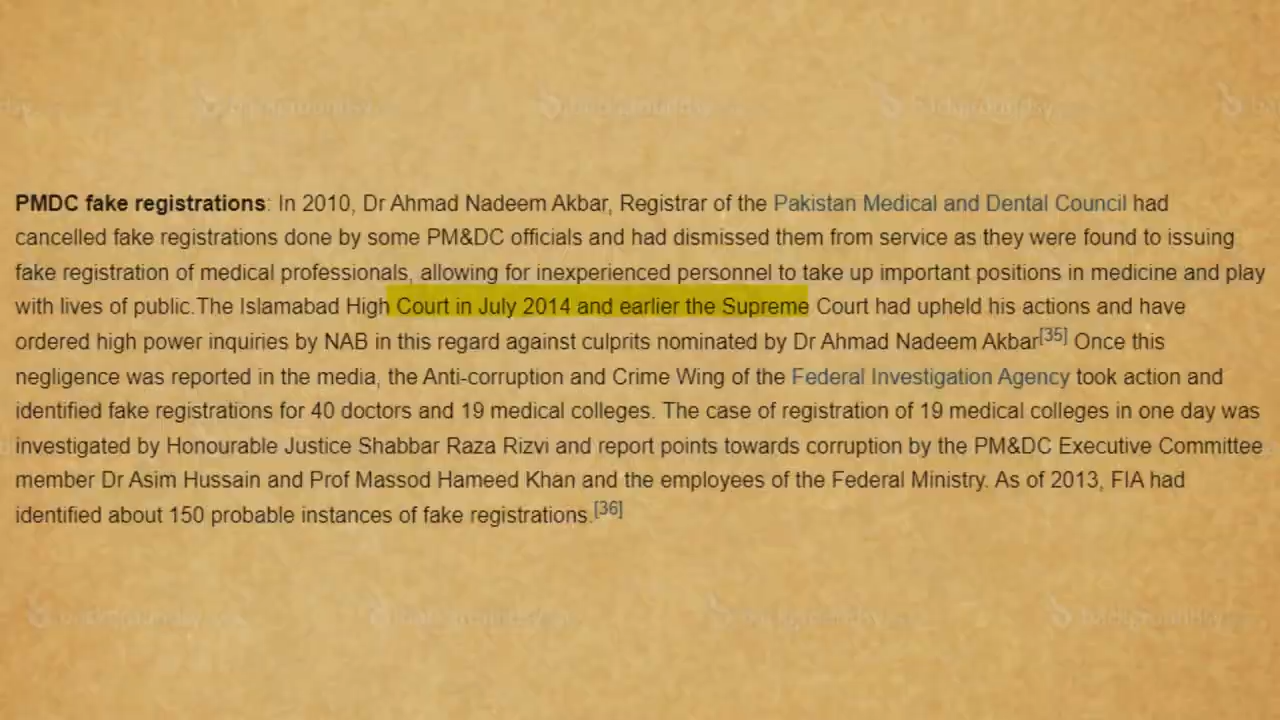 PMDC fake registrations: In 2010, Dr Ahmad Nadeem Akbar, Registrar of the Pakistan Medical and Dental Council had
cancelled fake registrations done by some PM&DC officials and had dismissed them from service as they were found to issuing
fake registration of medical professionals, allowing for inexperienced personnel to take up important positions in medicine and play
with lives of public.The Islamabad High Court in July 2014 and earlier the Supreme Court had upheld his actions and have
ordered high power inquiries by NAB in this regard against culprits nominated by Dr Ahmad Nadeem Akbar[35] Once this
negligence was reported in the media, the Anti-corruption and Crime Wing of the Federal Investigation Agency took action and
identified fake registrations for 40 doctors and 19 medical colleges. The case of registration of 19 medical colleges in one day was
investigated by Honourable Justice Shabbar Raza Rizvi and report points towards corruption by the PM&DC Executive Committee
member Dr Asim Hussain and Prof Massod Hameed Khan and the employees of the Federal Ministry. As of 2013, FIA had
identified about 150 probable instances of fake registrations.[36]